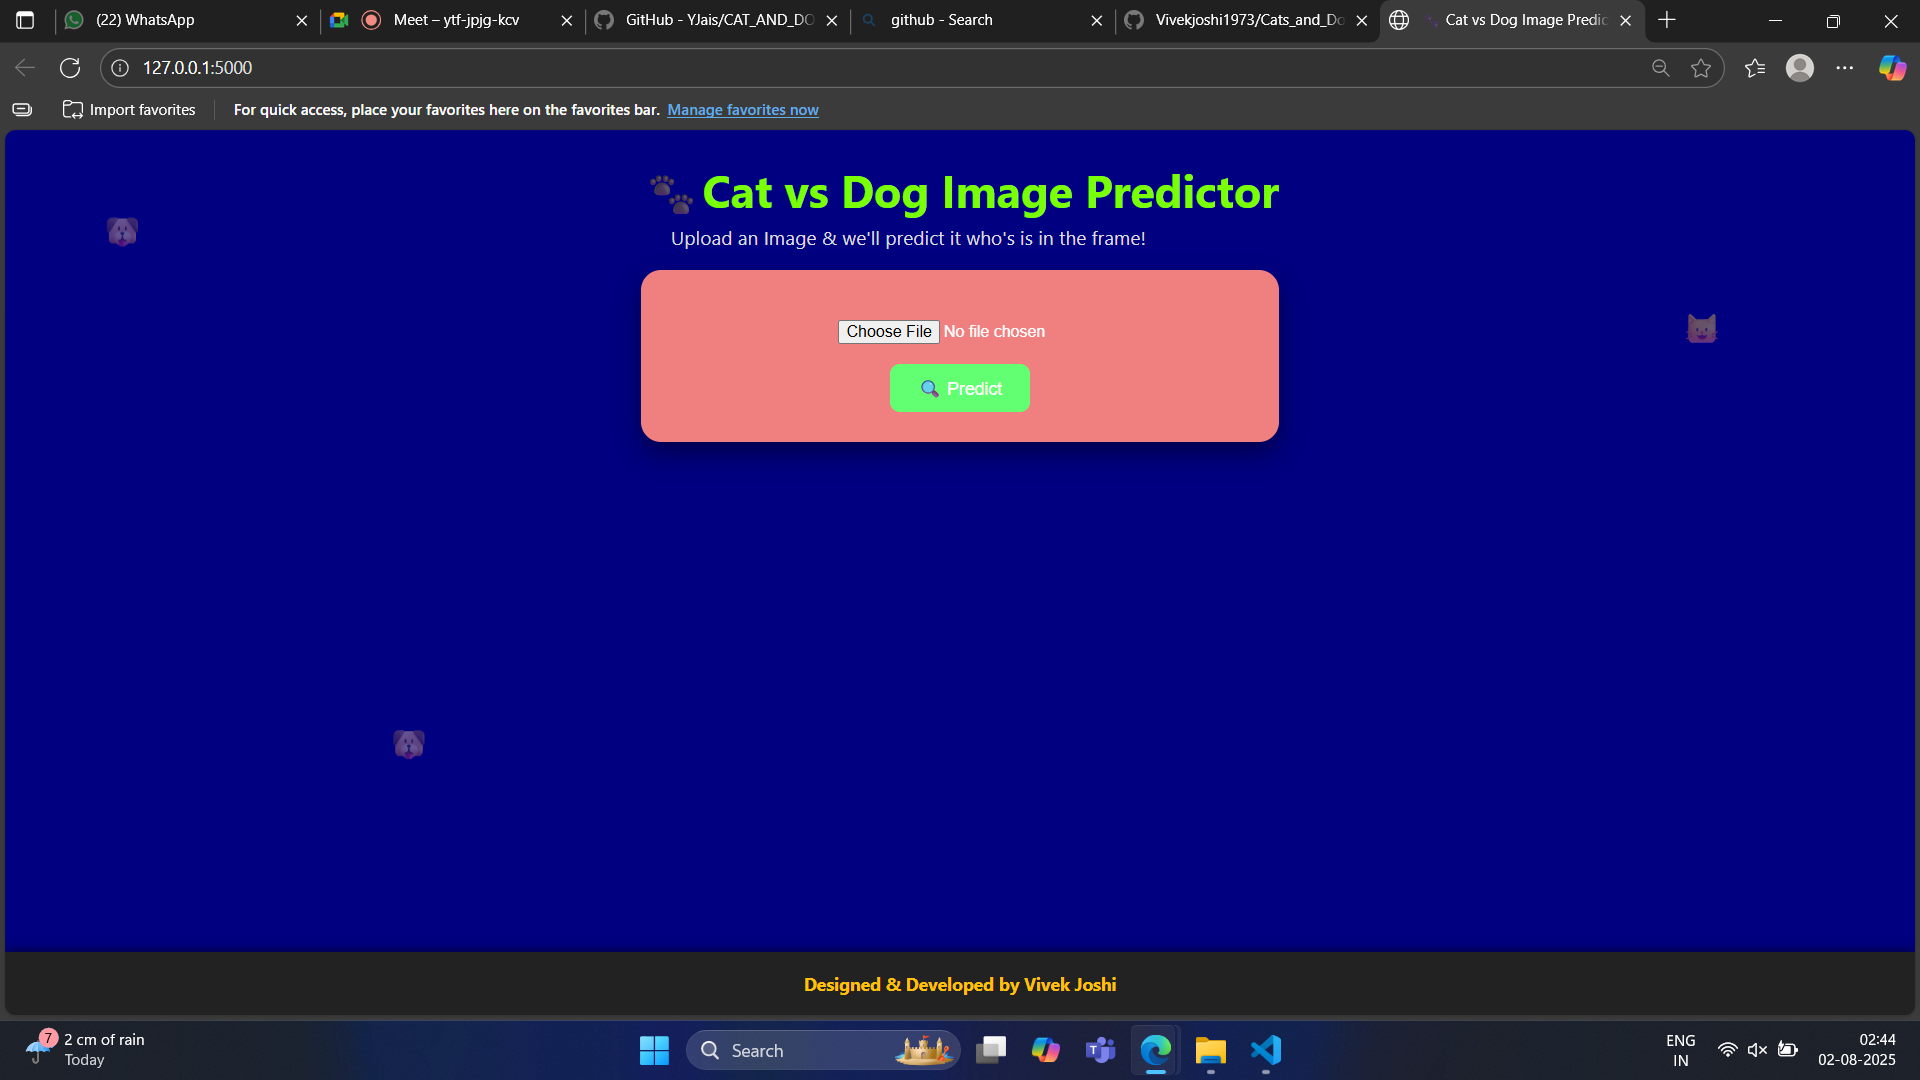 (22) WhatsApp
Meet – ytf-jpjg-kcv
GitHub - YJais/CAT_AND_DO
github - Search
Vivekjoshi1973/Cats_and_Do
Cat vs Dog Image Predic
127.0.0.1:5000
Import favorites
For quick access, place your favorites here on the favorites bar. Manage favorites now
Cat vs Dog Image Predictor
Upload an Image & we'll predict it who's is in the frame!
Choose File No file chosen
Predict
Designed & Developed by Vivek Joshi
7
2 cm of rain
Today
Search
ENG
IN
02:44
02-08-2025